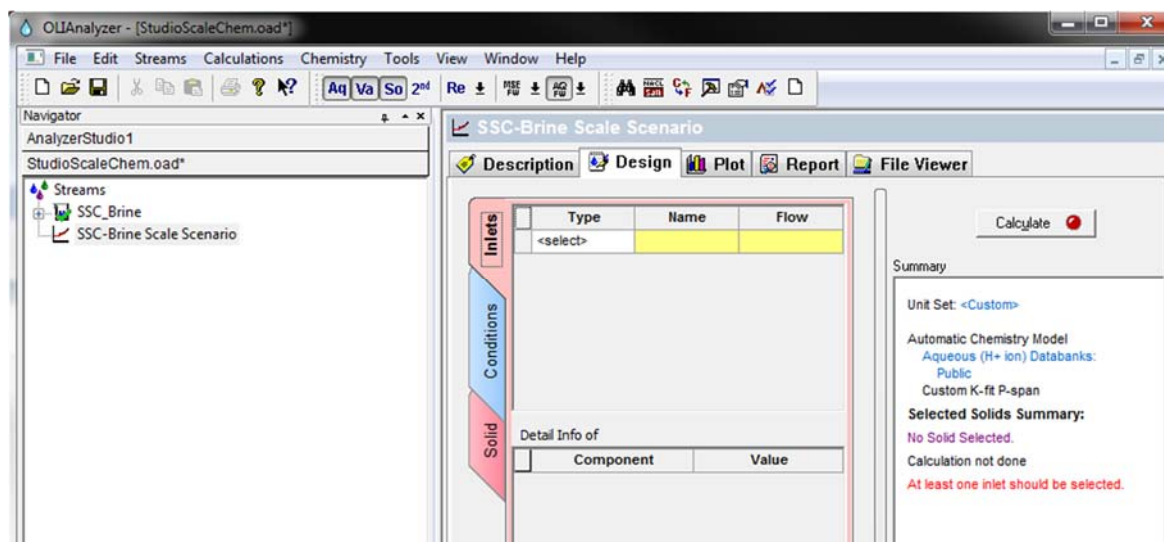 OLIAnalyzer - [StudioScaleChem.oad*]
File Edit Streams Calculations Chemistry Tools View Window Help
Aq Va So 2nd Re MSE FW AQ FW
Navigator
AnalyzerStudio1
StudioScaleChem.oad*
Streams
SSC_Brine
SSC-Brine Scale Scenario
SSC-Brine Scale Scenario
Description Design Plot Report File Viewer
Inlets
Conditions
Solid
Type Name Flow
<select>
Detail Info of
Component Value
Calculate
Summary
Unit Set: <Custom>
Automatic Chemistry Model
Aqueous (H+ ion) Databanks:
Public
Custom K-fit P-span
Selected Solids Summary:
No Solid Selected.
Calculation not done
At least one inlet should be selected.